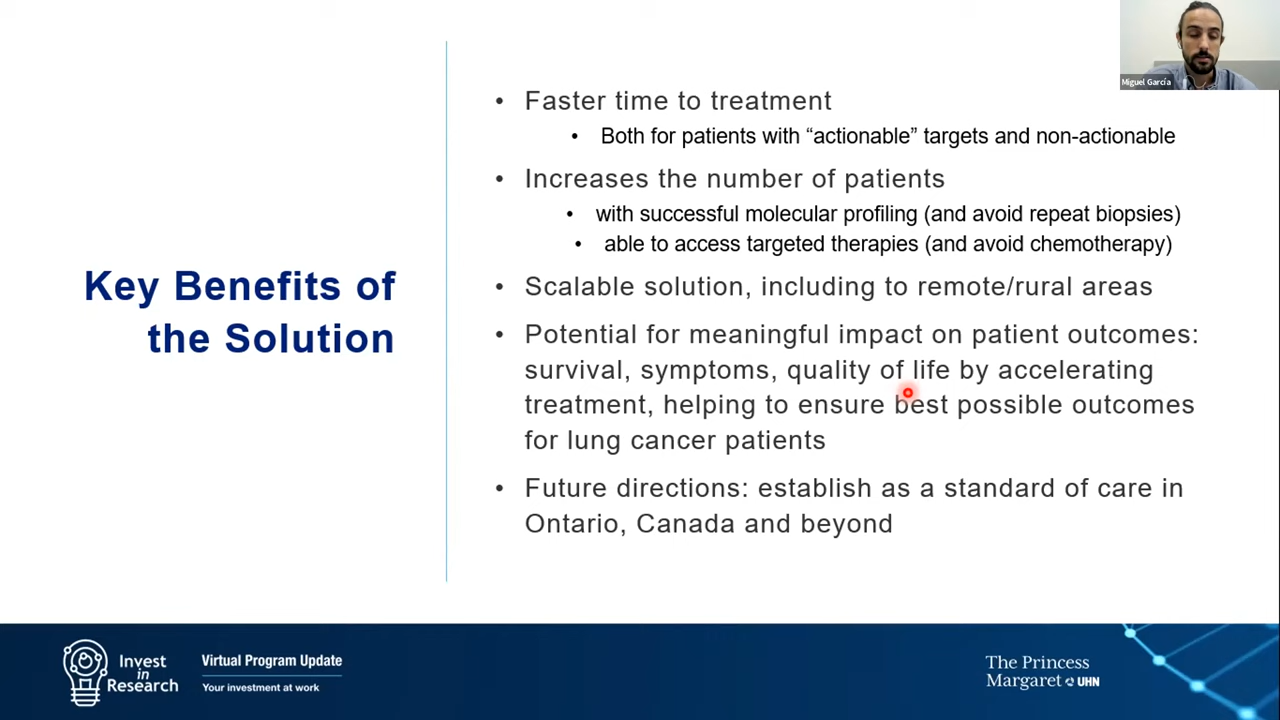 Miguel García
Key Benefits of
the Solution
• Faster time to treatment
• Both for patients with “actionable” targets and non-actionable
• Increases the number of patients
• with successful molecular profiling (and avoid repeat biopsies)
• able to access targeted therapies (and avoid chemotherapy)
• Scalable solution, including to remote/rural areas
• Potential for meaningful impact on patient outcomes:
survival, symptoms, quality of life by accelerating
treatment, helping to ensure best possible outcomes
for lung cancer patients
• Future directions: establish as a standard of care in
Ontario, Canada and beyond
Invest
in
Research
Virtual Program Update
Your investment at work
The Princess
Margaret UHN